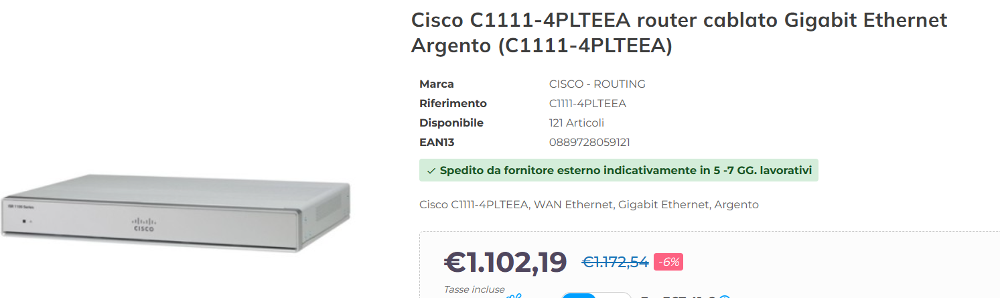 Cisco C1111-4PLTEEA router cablato Gigabit Ethernet
Argento (C1111-4PLTEEA)
Marca CISCO - ROUTING
Riferimento C1111-4PLTEEA
Disponibile 121 Articoli
EAN13 0889728059121
Spedito da fornitore esterno indicativamente in 5 -7 GG. lavorativi
Cisco C1111-4PLTEEA, WAN Ethernet, Gigabit Ethernet, Argento
€1.102,19 €1.172,54 -6%
Tasse incluse
CISCO